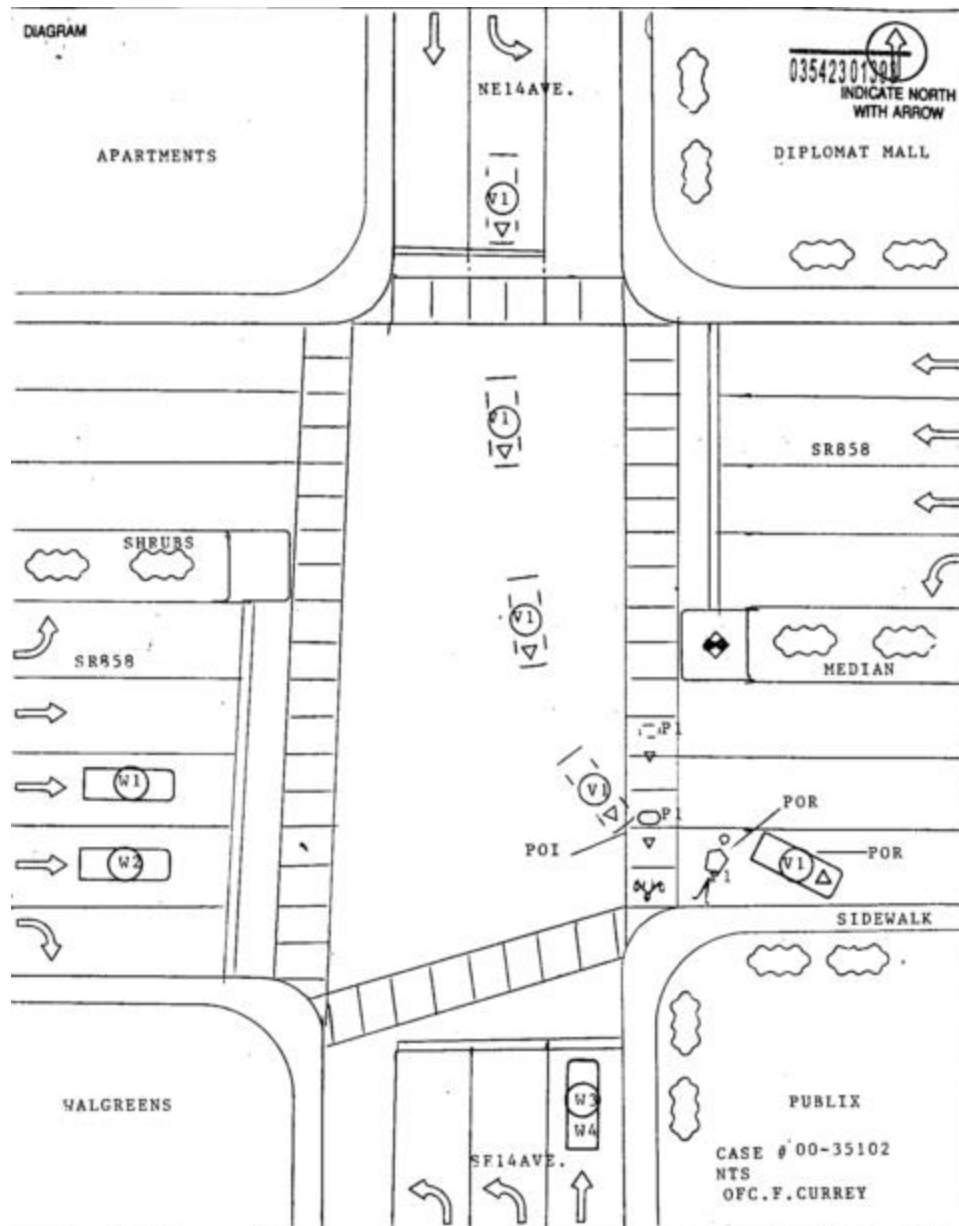 DIAGRAM
NE14AVE.
INDICATE NORTH
WITH ARROW
APARTMENTS
DIPLOMAT MALL
V1
V1
SR858
SHRUBS
V1
SR858
MEDIAN
P1
W1
V1
P1
POR
POI
W2
P1
V1
POR
SIDEWALK
WALGREENS
W3
W4
PUBLIX
SE14AVE.
CASE # 00-35102
NTS
OFC.F.CURREY